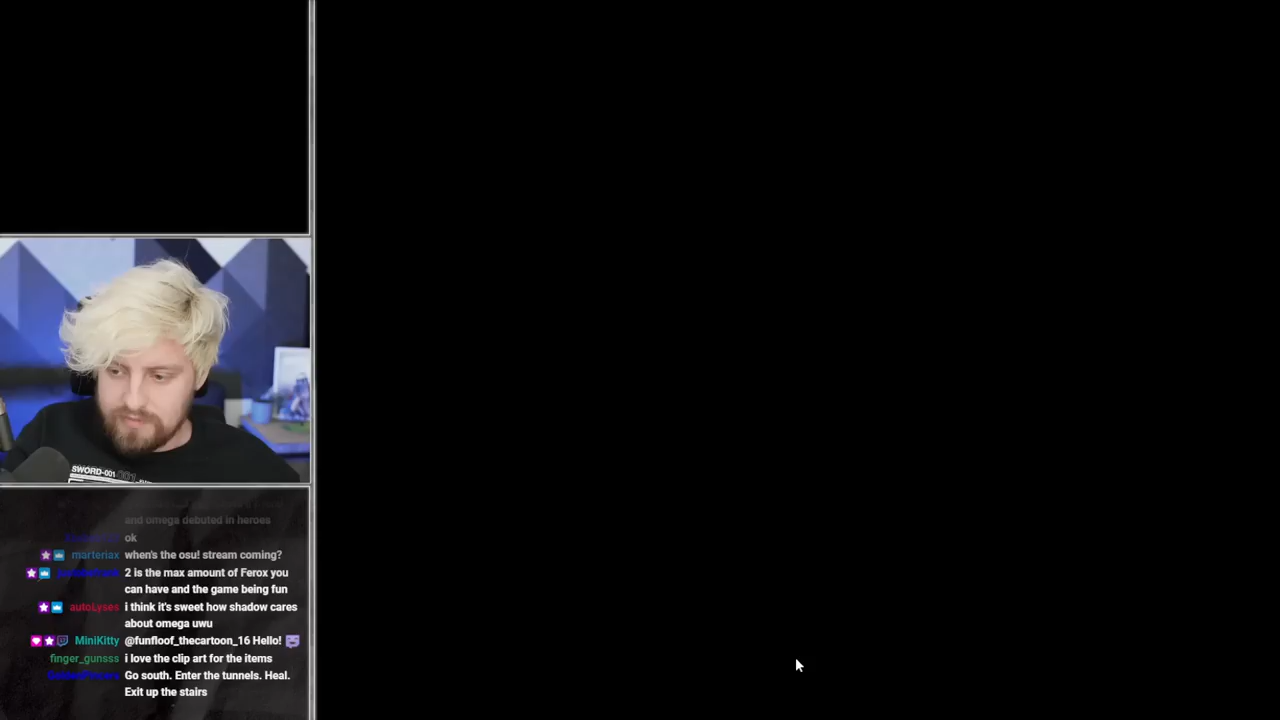 SWORD-001
and omega debuted in heroes
ok
marteriax when's the osu! stream coming?
2 is the max amount of Ferox you
can have and the game being fun
autoLyses i think it's sweet how shadow cares
about omega uwu
MiniKitty @funfloof_thecartoon_16 Hello!
finger_gunsss i love the clip art for the items
Go south. Enter the tunnels. Heal.
Exit up the stairs